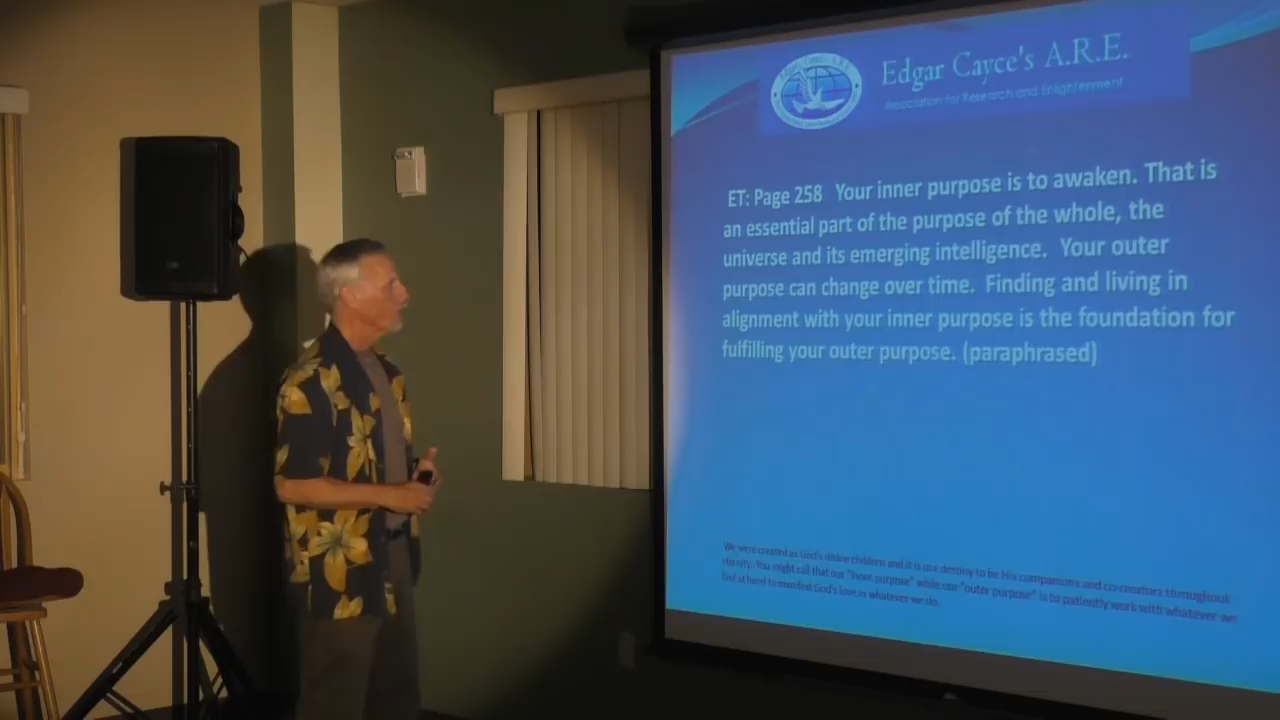 Edgar Cayce's A.R.E.
Association for Research and Enlightenment
ET: Page 258 Your inner purpose is to awaken. That is
an essential part of the purpose of the whole, the
universe and its emerging intelligence. Your outer
purpose can change over time. Finding and living in
alignment with your inner purpose is the foundation for
fulfilling your outer purpose. (paraphrased)
We were created as God's divine children and it is our destiny to be His companions and co-creators throughout
eternity. You might call that our "inner purpose" while our "outer purpose" is to patiently work with whatever we
find at hand to manifest God's love in whatever we do.